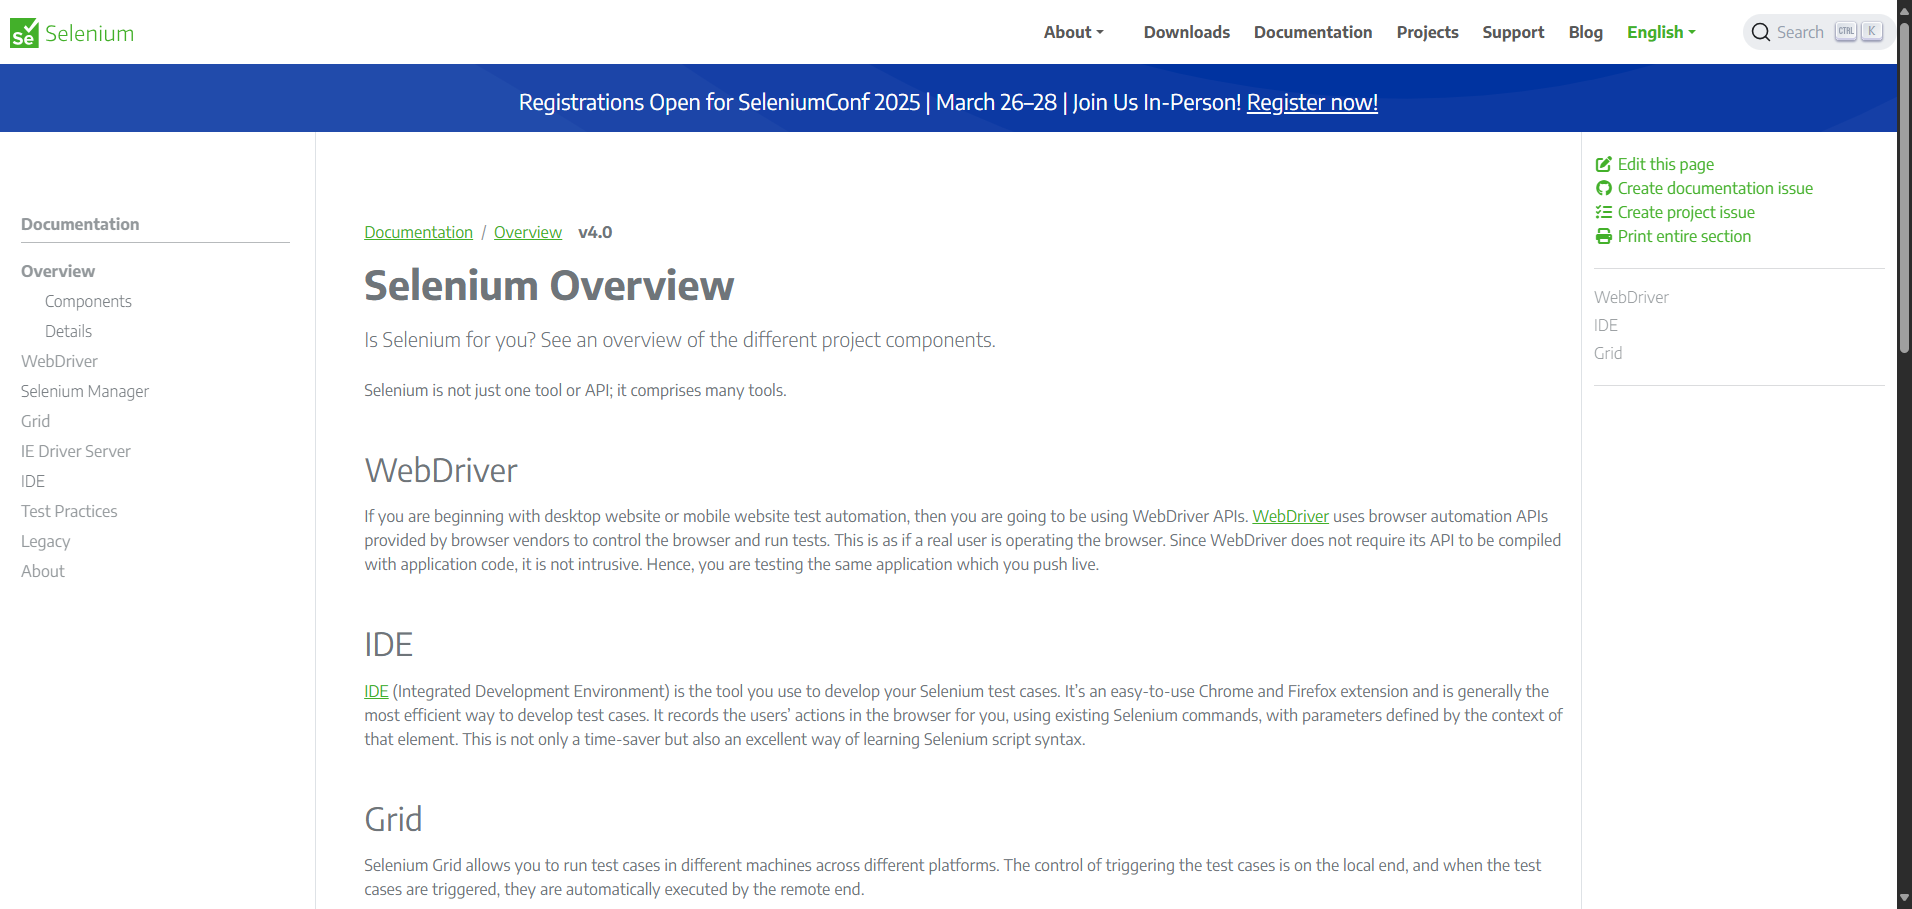 Se Selenium
About Downloads Documentation Projects Support Blog English Search CTRL K
Registrations Open for SeleniumConf 2025 | March 26–28 | Join Us In-Person! Register now!
Documentation
Overview
Components
Details
WebDriver
Selenium Manager
Grid
IE Driver Server
IDE
Test Practices
Legacy
About
Documentation / Overview v4.0
Selenium Overview
Is Selenium for you? See an overview of the different project components.
Selenium is not just one tool or API; it comprises many tools.
WebDriver
If you are beginning with desktop website or mobile website test automation, then you are going to be using WebDriver APIs. WebDriver uses browser automation APIs
provided by browser vendors to control the browser and run tests. This is as if a real user is operating the browser. Since WebDriver does not require its API to be compiled
with application code, it is not intrusive. Hence, you are testing the same application which you push live.
IDE
IDE (Integrated Development Environment) is the tool you use to develop your Selenium test cases. It’s an easy-to-use Chrome and Firefox extension and is generally the
most efficient way to develop test cases. It records the users’ actions in the browser for you, using existing Selenium commands, with parameters defined by the context of
that element. This is not only a time-saver but also an excellent way of learning Selenium script syntax.
Grid
Selenium Grid allows you to run test cases in different machines across different platforms. The control of triggering the test cases is on the local end, and when the test
cases are triggered, they are automatically executed by the remote end.
Edit this page
Create documentation issue
Create project issue
Print entire section
WebDriver
IDE
Grid